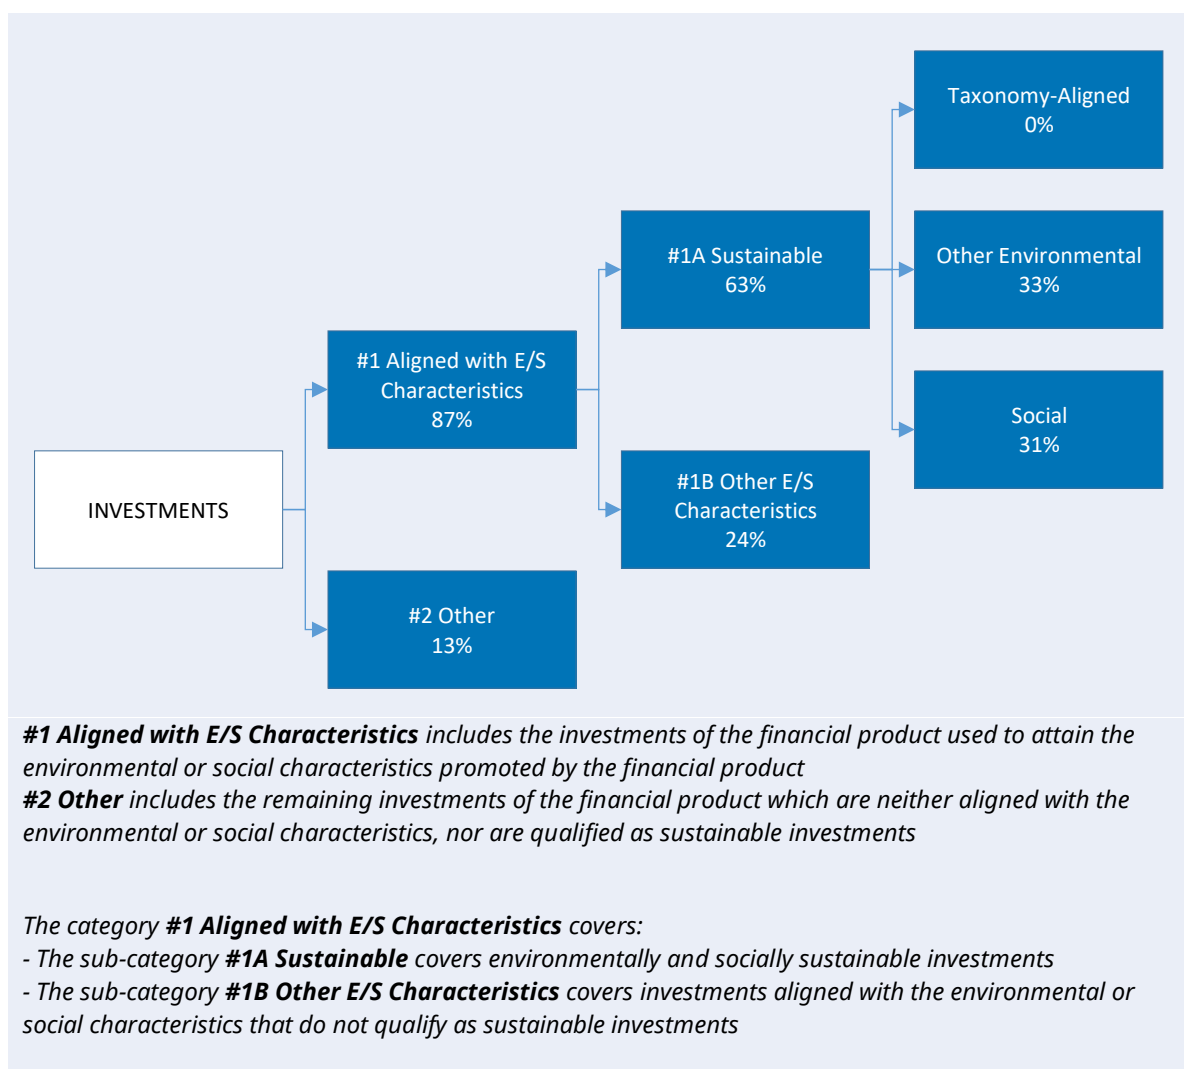 Taxonomy-Aligned
0%
#1A Sustainable
63%
Other Environmental
33%
#1 Aligned with E/S
Characteristics
87%
Social
31%
INVESTMENTS
#1B Other E/S
Characteristics
24%
#2 Other
13%
#1 Aligned with E/S Characteristics includes the investments of the financial product used to attain the
environmental or social characteristics promoted by the financial product
#2 Other includes the remaining investments of the financial product which are neither aligned with the
environmental or social characteristics, nor are qualified as sustainable investments
The category #1 Aligned with E/S Characteristics covers:
- The sub-category #1A Sustainable covers environmentally and socially sustainable investments
- The sub-category #1B Other E/S Characteristics covers investments aligned with the environmental or
social characteristics that do not qualify as sustainable investments